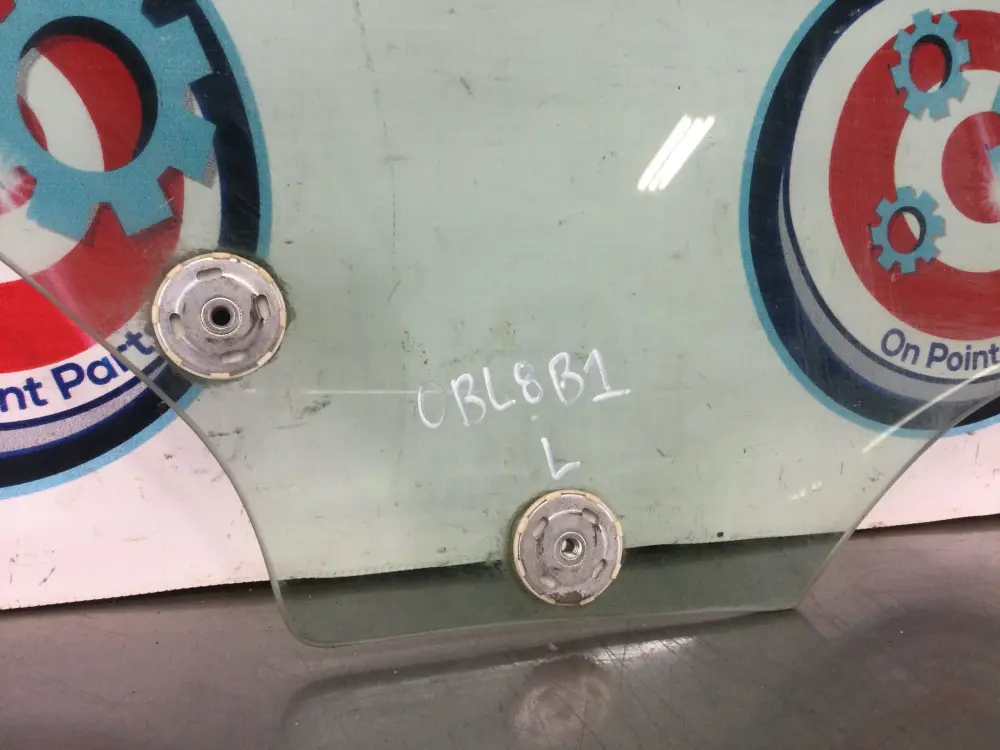 nt Part
On Point
OBL8B1
L